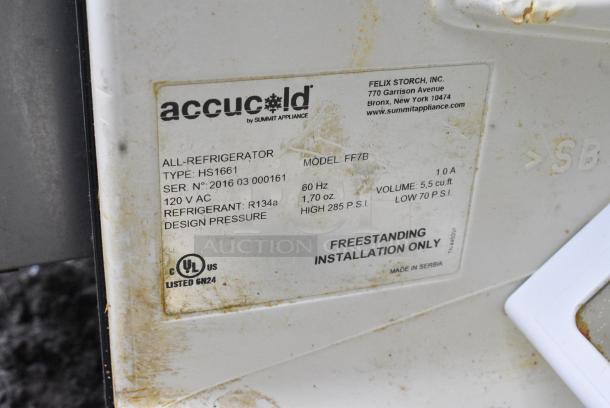 accucold
by SUMMIT APPLIANCE
FELIX STORCH, INC.
770 Garrison Avenue
Bronx, New York 10474
www.summitappliance.com
ALL-REFRIGERATOR
MODEL: FF7B
TYPE: HS1661
SER. N°: 2016 03 000161
120 V AC 60 Hz 1.0 A
REFRIGERANT: R134a 1,70 oz. VOLUME: 5,5 cu.ft
DESIGN PRESSURE HIGH 285 P.S.I. LOW 70 P.S.I.
AUCTION
FREESTANDING
INSTALLATION ONLY
C UL US
LISTED 6N24
MADE IN SERBIA
>SB